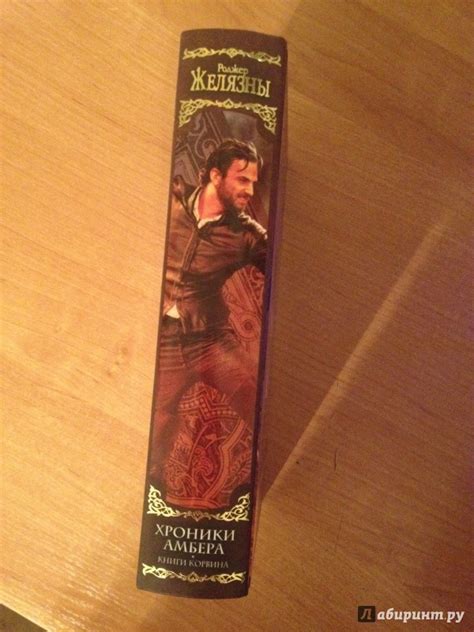 Роджер
ЖЕЛЯЗНЫ
ХРОНИКИ
АМБЕРА
КНИГИ КОРВИНА
Лабиринт.ру